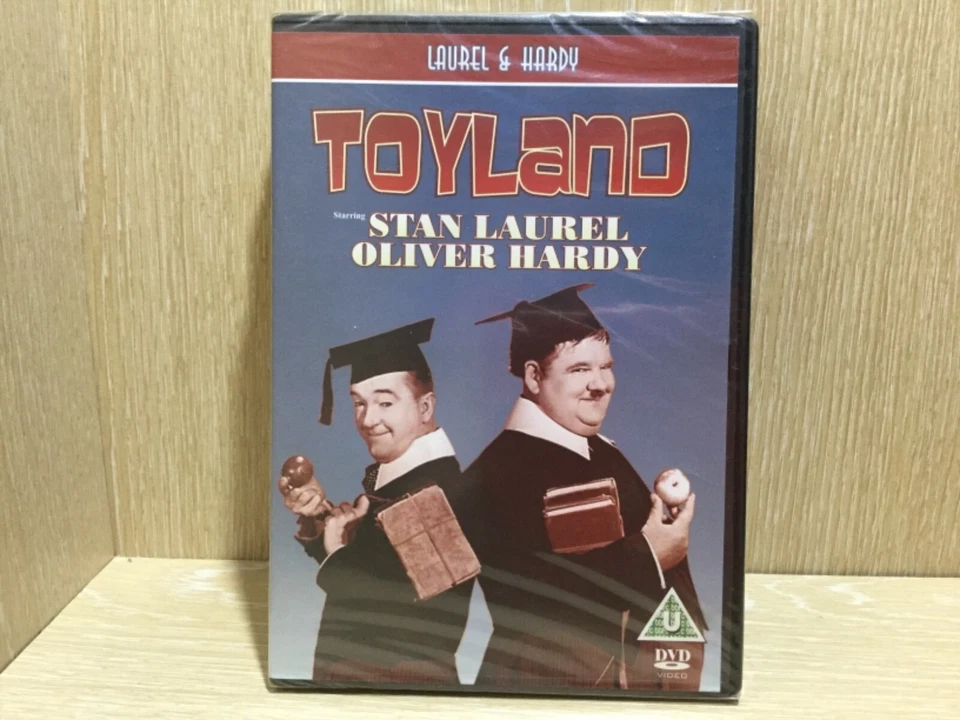 LAUREL & HARDY
TOYLanD
Starring STAN LAUREL
OLIVER HARDY
U
DVD
VIDEO